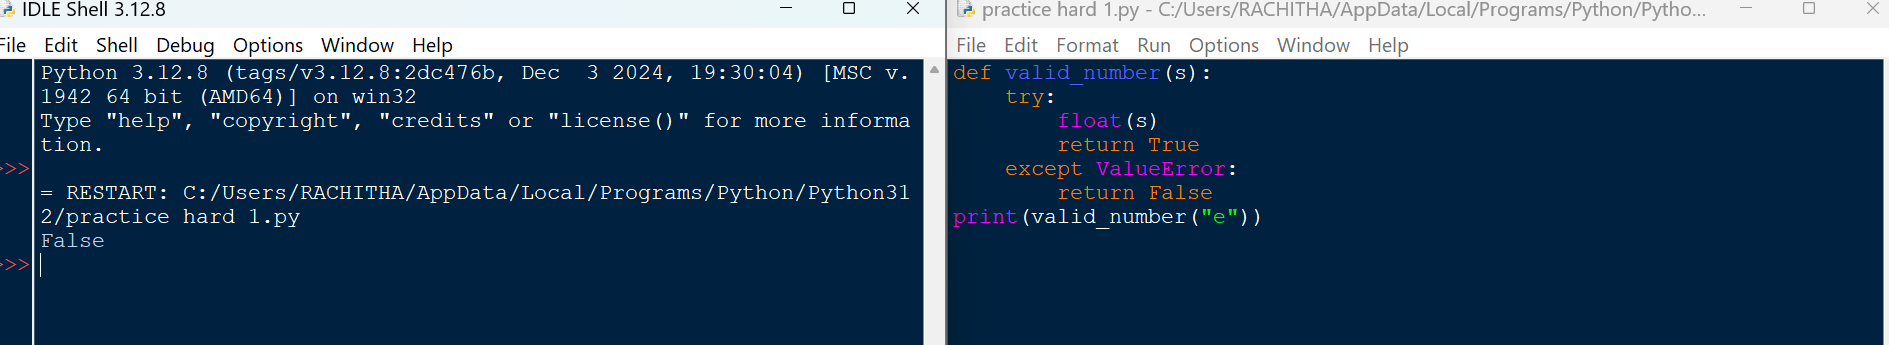 IDLE Shell 3.12.8
File Edit Shell Debug Options Window Help
Python 3.12.8 (tags/v3.12.8:2dc476b, Dec  3 2024, 19:30:04) [MSC v.
1942 64 bit (AMD64)] on win32
Type "help", "copyright", "credits" or "license()" for more informa
tion.
>>>
= RESTART: C:/Users/RACHITHA/AppData/Local/Programs/Python/Python31
2/practice hard 1.py
False
>>>
practice hard 1.py - C:/Users/RACHITHA/AppData/Local/Programs/Python/Pytho...
File Edit Format Run Options Window Help
def valid_number(s):
    try:
        float(s)
        return True
    except ValueError:
        return False
print(valid_number("e"))